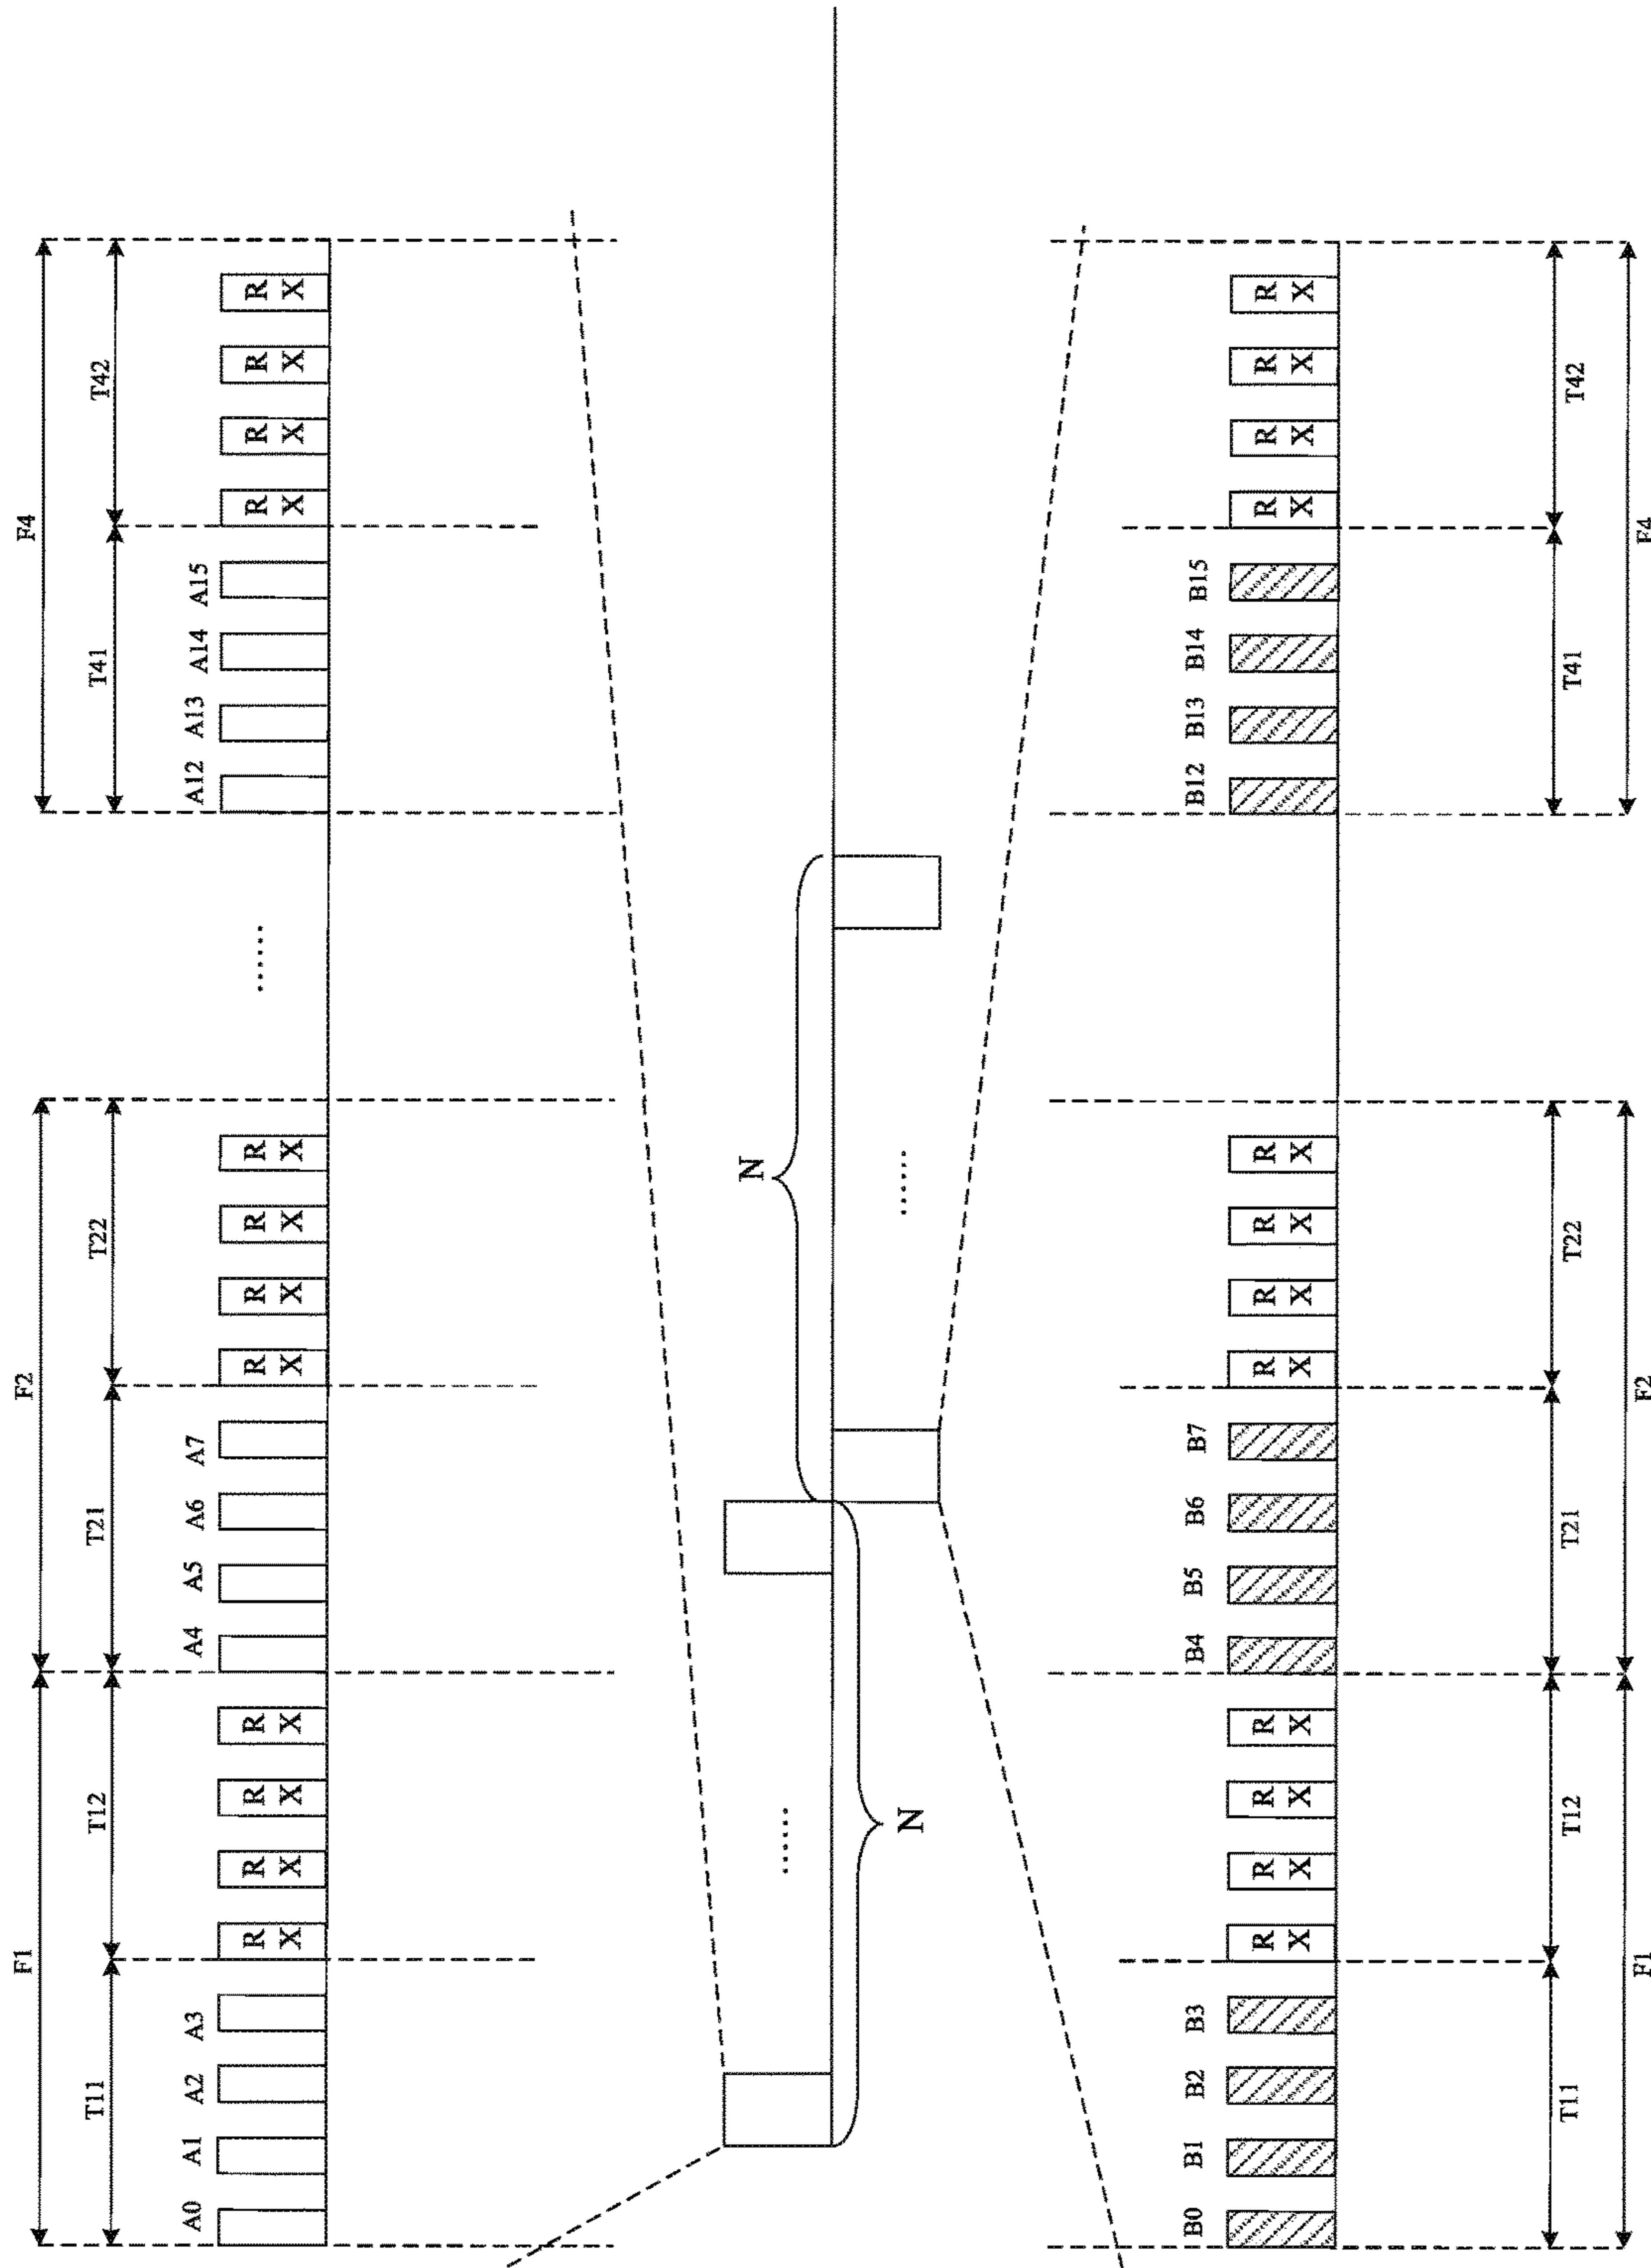 F1 F2 F4
T11 T12 T21 T22 T41 T42
A0 A1 A2 A3 A4 A5 A6 A7 A12 A13 A14 A15
R R R R R R R R ...... R R R R
X X X X X X X X X X X X
N
......
......
N
B0 B1 B2 B3 B4 B5 B6 B7 B12 B13 B14 B15
R R R R R R R R R R R R
X X X X X X X X X X X X
T11 T12 T21 T22 T41 T42
F1 F2 F4